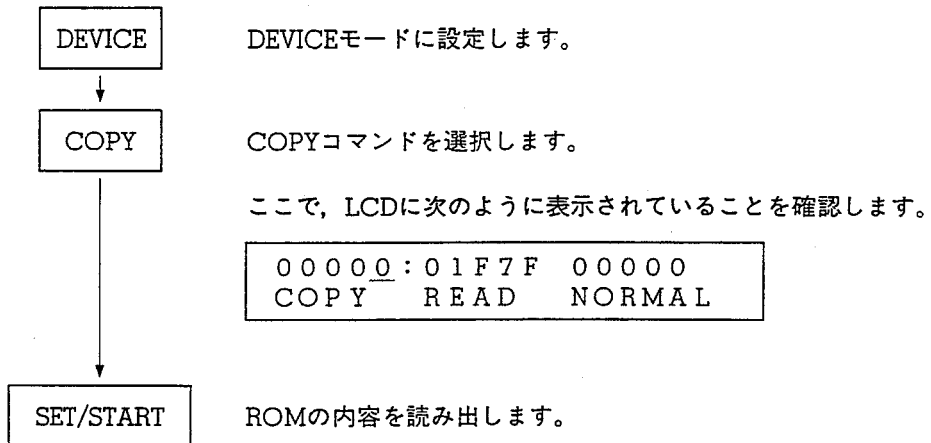 DEVICE DEVICEモードに設定します。
COPY COPYコマンドを選択します。
ここで，LCDに次のように表示されていることを確認します。
00000:01F7F 00000
COPY READ NORMAL
SET/START ROMの内容を読み出します。